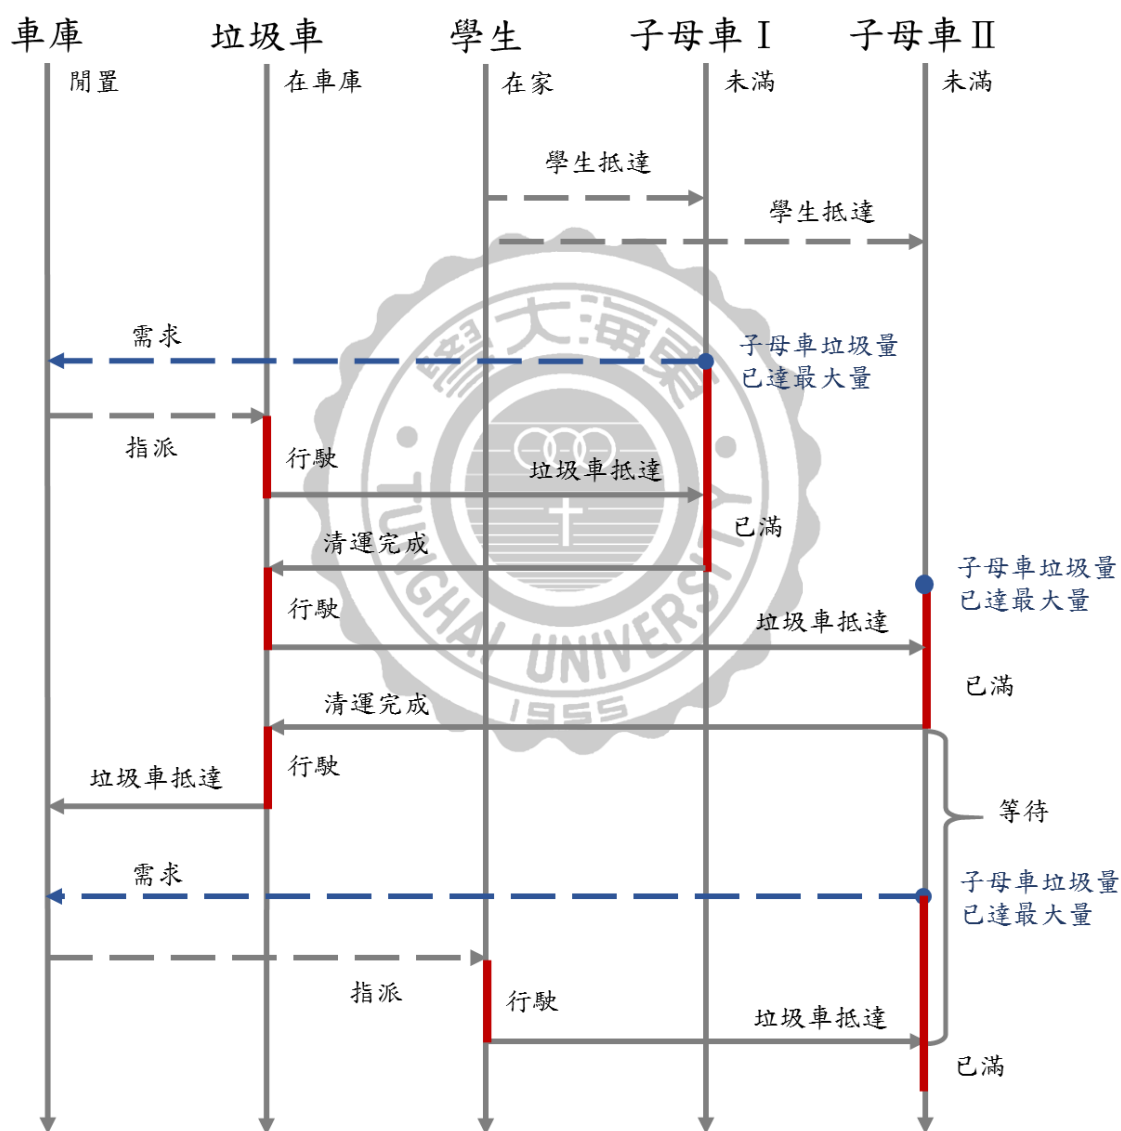 車庫
垃圾車
學生
子母車Ⅰ
子母車Ⅱ
閒置
在車庫
在家
未滿
未滿
學生抵達
學生抵達
需求
子母車垃圾量
已達最大量
指派
行駛
垃圾車抵達
已滿
清運完成
子母車垃圾量
已達最大量
行駛
垃圾車抵達
已滿
清運完成
行駛
垃圾車抵達
等待
需求
子母車垃圾量
已達最大量
指派
行駛
垃圾車抵達
已滿
學大海東
TUNGHAI UNIVERSITY
1955